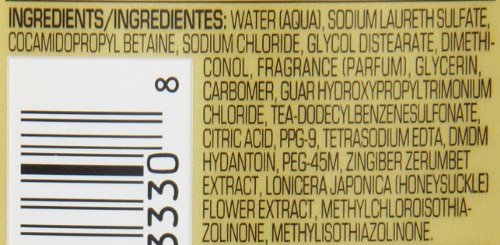 INGREDIENTS/INGREDIENTES: WATER (AQUA), SODIUM LAURETH SULFATE,
COCAMIDOPROPYL BETAINE, SODIUM CHLORIDE, GLYCOL DISTEARATE, DIMETHI-
CONOL, FRAGRANCE (PARFUM), GLYCERIN,
CARBOMER, GUAR HYDROXYPROPYLTRIMONIUM
CHLORIDE, TEA-DODECYLBENZENESULFONATE,
CITRIC ACID, PPG-9, TETRASODIUM EDTA, DMDM
HYDANTOIN, PEG-45M, ZINGIBER ZERUMBET
EXTRACT, LONICERA JAPONICA (HONEYSUCKLE)
FLOWER EXTRACT, METHYLCHLOROISOTHIA-
ZOLINONE, METHYLISOTHIAZOLINONE.
3330 8